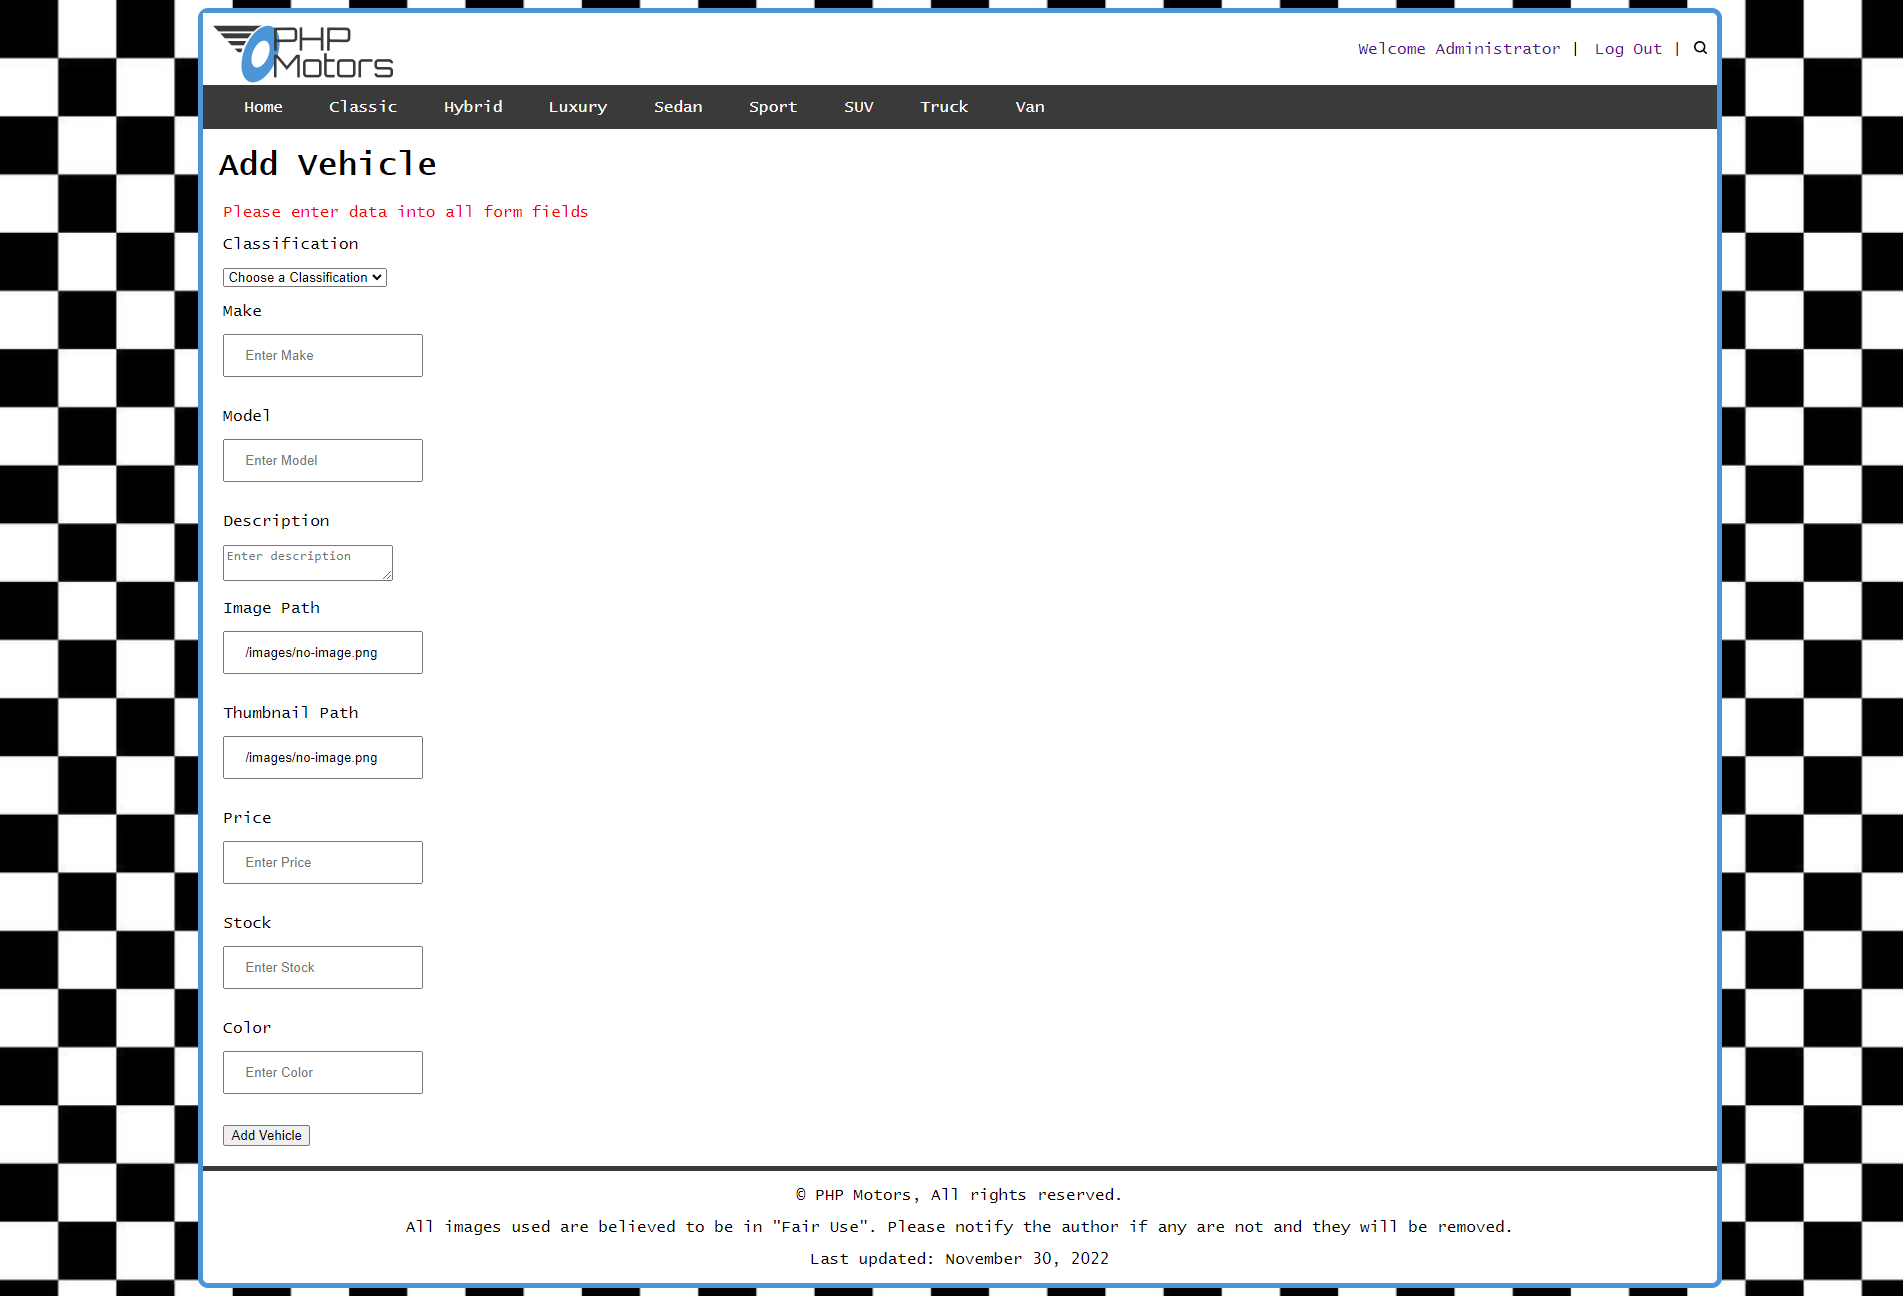 PHP
Motors
Welcome Administrator | Log Out |
Home Classic Hybrid Luxury Sedan Sport SUV Truck Van
Add Vehicle
Please enter data into all form fields
Classification
Choose a Classification
Make
Enter Make
Model
Enter Model
Description
Enter description
Image Path
/images/no-image.png
Thumbnail Path
/images/no-image.png
Price
Enter Price
Stock
Enter Stock
Color
Enter Color
Add Vehicle
© PHP Motors, All rights reserved.
All images used are believed to be in "Fair Use". Please notify the author if any are not and they will be removed.
Last updated: November 30, 2022